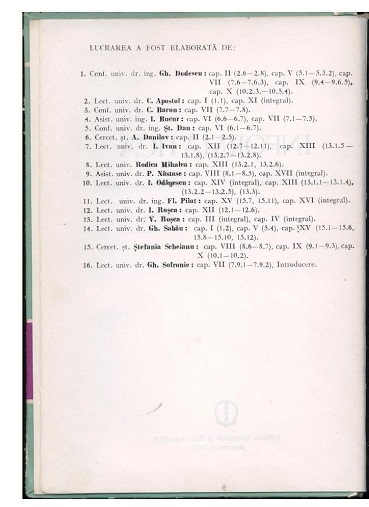 LUCRAREA A FOST ELABORATĂ DE:
1. Conf. univ. dr. ing. Gh. Dodescu: cap. II (2.6—2.8), cap. V (5.1—5.3.2), cap.
VII (7.6—7.6.3), cap. IX (9.4—9.6.3),
cap. X (10.2.3.—10.5.4).
2. Lect. univ. dr. C. Apostol: cap. I (1.1), cap. XI (integral).
3. Conf. univ. dr. C. Baron: cap. VII (7.7—7.8).
4. Asist. univ. ing. I. Bucur: cap. VI (6.6—6.7), cap. VII (7.1—7.5).
5. Conf. univ. dr. ing. Șt. Dan: cap. VI (6.1—6.7).
6. Cercet. șt. A. Danilov: cap. II (2.1—2.5).
7. Lect. univ. dr. I. Ivan: cap. XII (12.7—12.11), cap. XIII (13.1.5—
13.1.8), (13.2.7—13.2.8).
8. Lect. univ. Rodica Mihalca: cap. XIII (13.2.1, 13.2.6).
9. Asist. univ. dr. P. Năstase: cap. VIII (8.1—8.5), cap. XVII (integral).
10. Lect. univ. dr. I. Odăgescu: cap. XIV (integral), cap. XIII (13.1.1—13.1.4),
(13.2.2—13.2.5), (13.3).
11. Lect. univ. dr. ing. Fl. Pilat: cap. XV (15.7, 15.11), cap. XVI (integral).
12. Lect. univ. dr. I. Roșca: cap. XII (12.1—12.6).
13. Lect. univ. dr. V. Roșca: cap. III (integral), cap. IV (integral).
14. Lect. univ. dr. Gh. Sabău: cap. I (1.2), cap. V (5.4), cap. XV (15.1—15.6,
15.8—15.10, 15.12).
15. Cercet. șt. Ștefania Scheianu: cap. VIII (8.6—8.7), cap. IX (9.1—9.3), cap.
X (10.1—10.2).
16. Lect. univ. dr. Gh. Sofronie: cap. VII (7.9.1—7.9.2), Introducere.